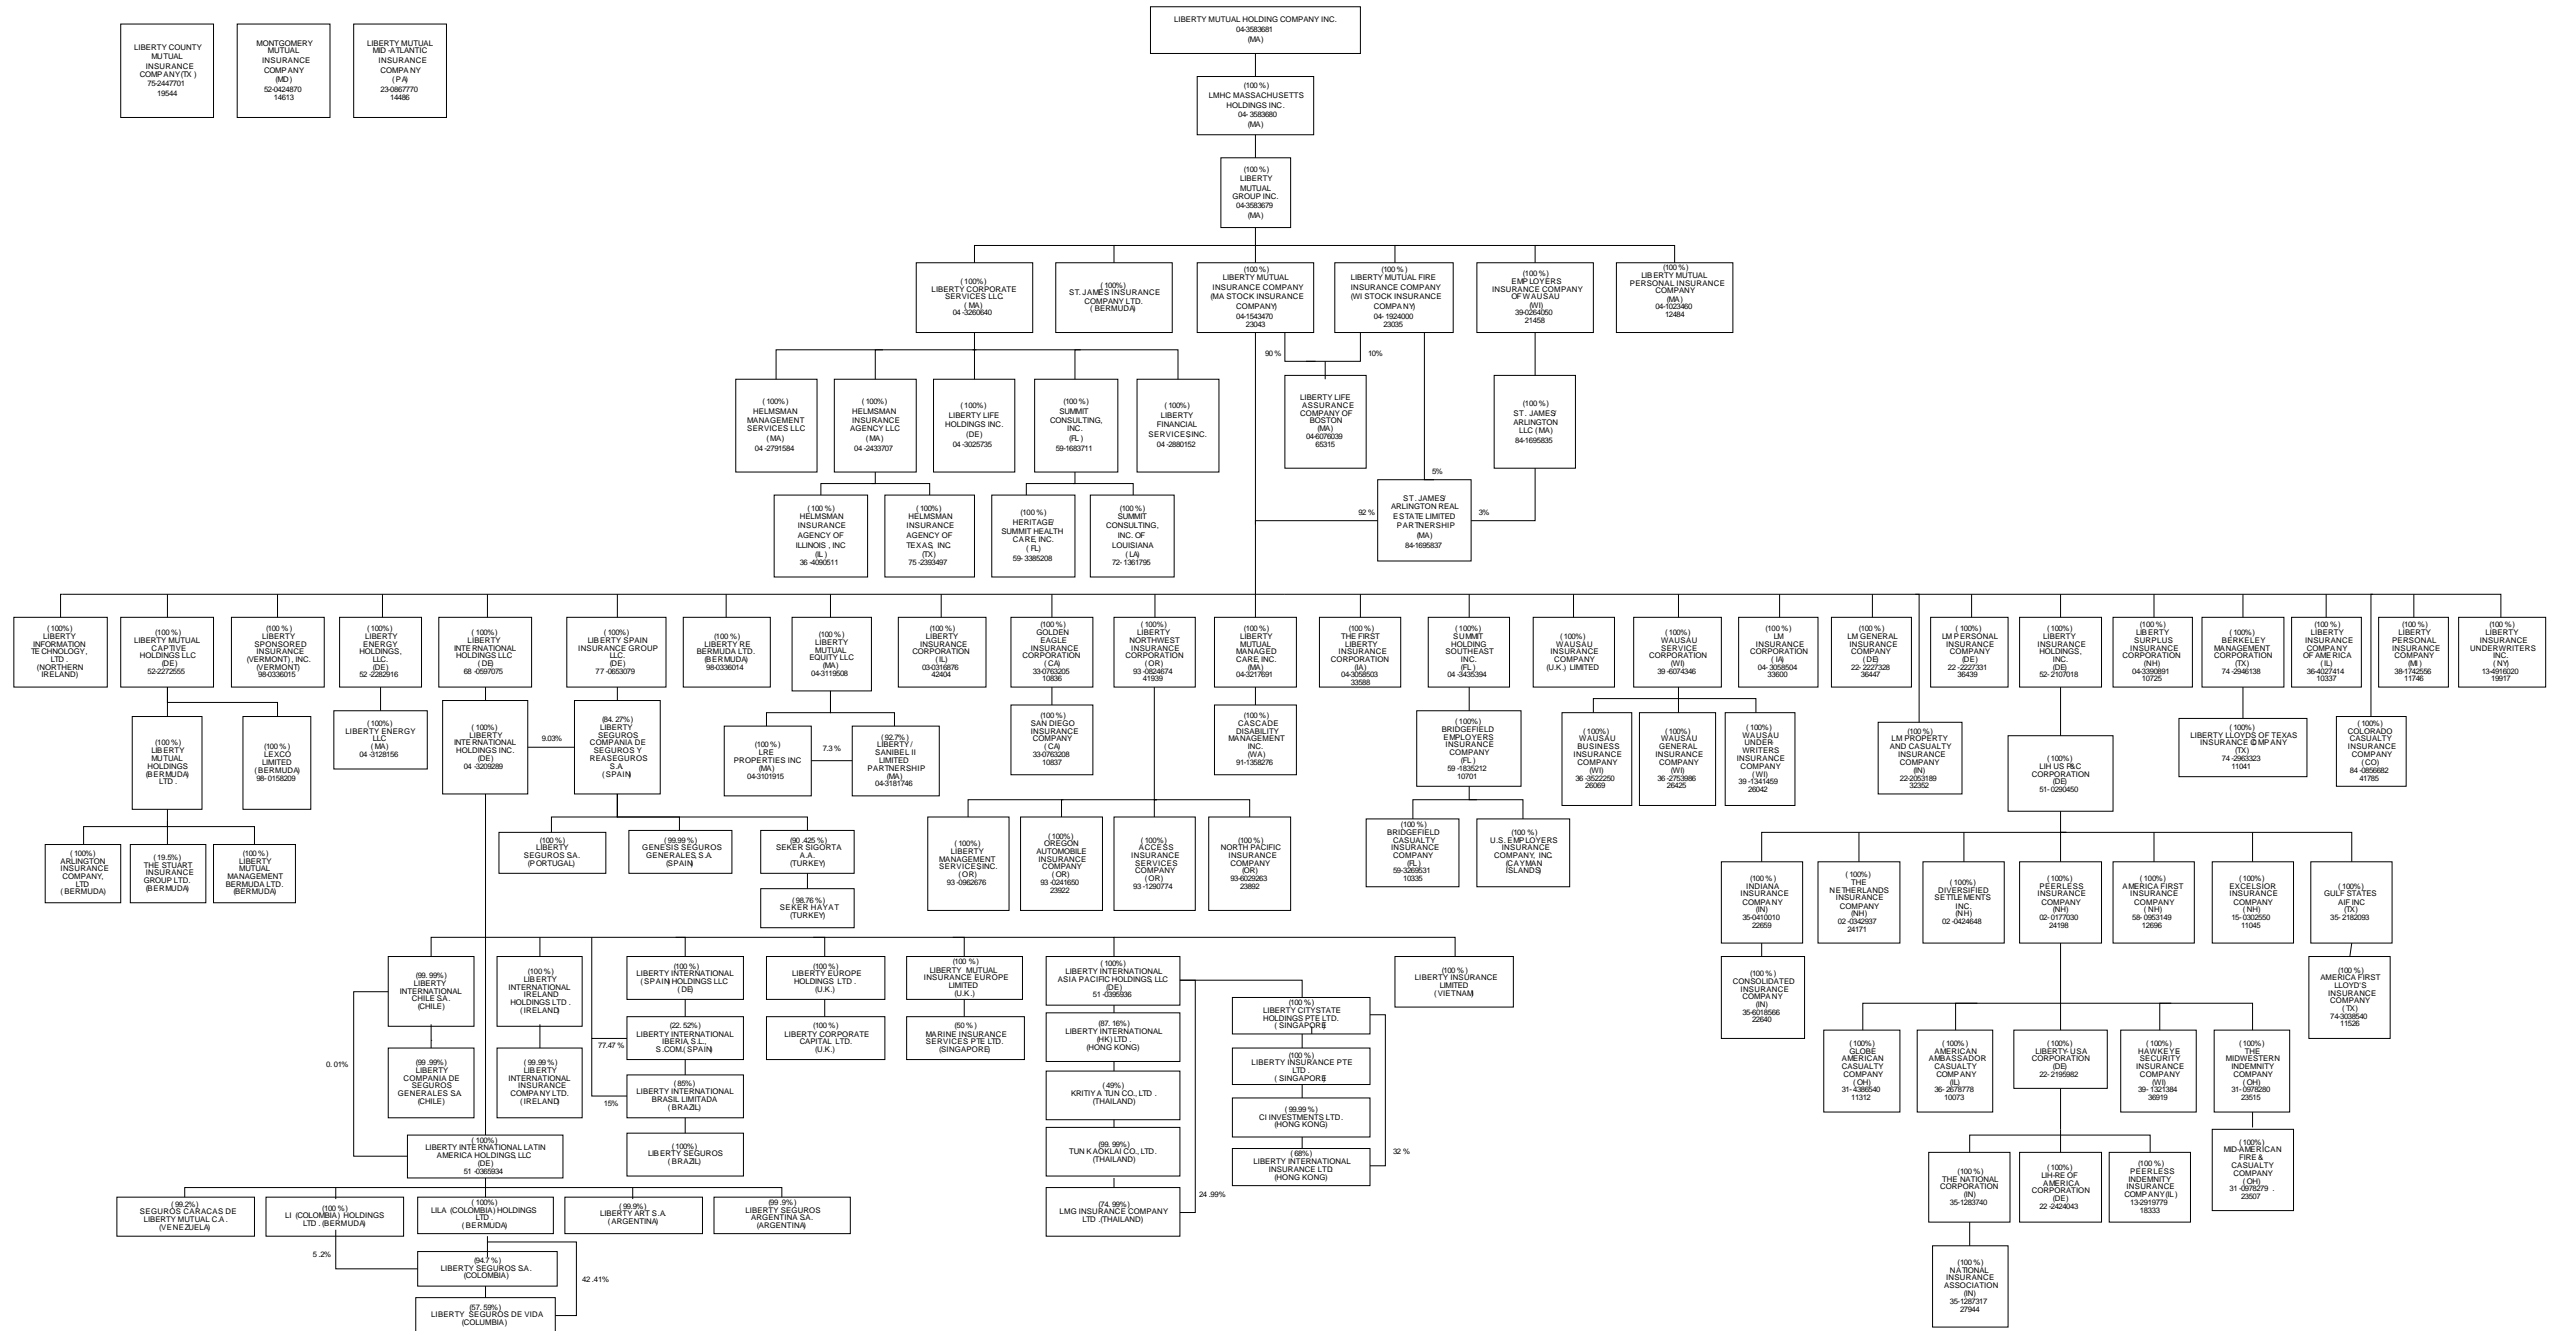 LIBERTY COUNTY
MUTUAL
INSURANCE
COMPANY(TX )
75-2447701
19544
MONTGOMERY
MUTUAL
INSURANCE
COMPANY
(MD)
52-0424870
14613
LIBERTY MUTUAL
MID -ATLANTIC
INSURANCE
COMPANY
( PA)
23-0867770
14486
LIBERTY MUTUAL HOLDING COMPANY INC.
04-3583681
(MA)
(100 %)
LMHC MASSACHUSETTS
HOLDINGS INC.
04- 3583680
(MA)
(100 %)
LIBERTY
MUTUAL
GROUP INC.
04-3583679
(MA)
( 100%)
LIBERTY CORPORATE
SERVICES LLC
( MA)
04 -3260640
( 100%)
ST. JAMES INSURANCE
COMPANY LTD.
( BERMUDA)
(100 %)
LIBERTY MUTUAL
INSURANCE COMPANY
(MA STOCK INSURANCE
COMPANY)
04-1543470
23043
(100 %)
LIBERTY MUTUAL FIRE
INSURANCE COMPANY
(WI STOCK INSURANCE
COMPANY)
04- 1924000
23035
(100 %)
EMPLOYERS
INSURANCE COMPANY
OF WAUSAU
(WI)
39-0264050
21458
(100 %)
LIBERTY MUTUAL
PERSONAL INSURANCE
COMPANY
(MA)
04-1023460
12484
90 %
10%
( 100%)
HELMSMAN
MANAGEMENT
SERVICES LLC
( MA)
04 -2791584
( 100%)
HELMSMAN
INSURANCE
AGENCY LLC
( MA)
04 -2433707
( 100%)
LIBERTY LIFE
HOLDINGS INC.
(DE)
04 -3025735
(100 %)
SUMMIT
CONSULTING,
INC.
(FL)
59-1683711
(100%)
LIBERTY
FINANCIAL
SERVICES INC.
04 -2880152
LIBERTY LIFE
ASSURANCE
COMPANY OF
BOSTON
(MA)
04-6076039
65315
(100 %)
ST. JAMES/
ARLINGTON
LLC ( MA)
84-1695835
5%
( 100 %)
HELMSMAN
INSURANCE
AGENCY OF
ILLINOIS , INC
(IL)
36 -4090511
( 100%)
HELMSMAN
INSURANCE
AGENCY OF
TEXAS, INC
(TX)
75 -2393497
(100 %)
HERITAGE/
SUMMIT HEALTH
CARE, INC.
( FL)
59- 3385208
(100 %)
SUMMIT
CONSULTING,
INC. OF
LOUISIANA
( LA)
72- 1361795
92 %
ST. JAMES/
ARLINGTON REAL
ESTATE LIMITED
PARTNERSHIP
(MA)
84-1695837
3%
( 100%)
LIBERTY
INFORMATION
TECHNOLOGY,
LTD .
(NORTHERN
IRELAND)
(100 %)
LIBERTY MUTUAL
CAPTIVE
HOLDINGS LLC
(DE)
52-2272555
(100 %)
LIBERTY
SPONSORED
INSURANCE
(VERMONT) , INC.
(VERMONT)
98-0336015
( 100%)
LIBERTY
ENERGY
HOLDINGS,
LLC.
(DE)
52 -2282916
( 100%)
LIBERTY
INTERNATIONAL
HOLDINGS LLC
( DE)
68 -0597075
( 100%)
LIBERTY SPAIN
INSURANCE GROUP
LLC.
(DE)
77 -0653079
(100 %)
LIBERTY RE
(BERMUDA) LTD.
98-0336014
(100%)
LIBERTY
MUTUAL
EQUITY LLC
(MA)
04-3119508
( 100%)
LIBERTY
INSURANCE
CORPORATION
( IL)
03-0316876
42404
( 100%)
GOLDEN
EAGLE
INSURANCE
CORPORATION
( CA)
33-0763205
10836
( 100 %)
LIBERTY
NORTHWEST
INSURANCE
CORPORATION
(OR)
93 -0824674
41939
( 100 %)
LIBERTY
MUTUAL
MANAGED
CARE, INC.
(MA)
04-3217691
( 100%)
THE FIRST
LIBERTY
INSURANCE
CORPORATION
(IA)
04-3058503
33588
( 100%)
SUMMIT
HOLDING
SOUTHEAST
INC.
(FL)
04 -3435394
(100%)
WAUSAU
INSURANCE
COMPANY
(U.K.) LIMITED
( 100%)
WAUSAU
SERVICE
CORPORATION
(WI)
39 -6074346
( 100%)
LM
INSURANCE
CORPORATION
( IA)
04- 3058504
33600
( 100%)
LM GENERAL
INSURANCE
COMPANY
(DE)
22- 2227328
36447
( 100%)
LM PERSONAL
INSURANCE
COMPANY
(DE)
22 -2227331
36439
( 100%)
LIBERTY
INSURANCE
HOLDINGS,
INC.
(DE)
52- 2107018
(100 %)
LIBERTY
SURPLUS
INSURANCE
CORPORATION
(NH)
04-3390891
10725
( 100%)
BERKELEY
MANAGEMENT
CORPORATION
(TX)
74 -2946138
(100 %)
LIBERTY
INSURANCE
COMPANY
OF AMERICA
(IL)
36-4027414
10337
( 100 %)
LIBERTY
PERSONAL
INSURANCE
COMPANY
(MI )
38-1742556
11746
( 100%)
LIBERTY
INSURANCE
UNDERWRITERS
INC.
( NY)
13-4916020
19917
(100 %)
LIBERTY
MUTUAL
HOLDINGS
(BERMUDA)
LTD .
(100 %)
LEXCO
LIMITED
( BERMUDA)
98- 0158209
(100 %)
LIBERTY ENERGY
LLC
( MA)
04 -3128156
( 100%)
LIBERTY
INTERNATIONAL
HOLDINGS INC.
(DE)
04 -3209289
9.03%
(84. 27%)
LIBERTY
SEGUROS
COMPANIA DE
SEGUROS Y
REASEGUROS
S.A
( SPAIN)
(100 %)
LRE
PROPERTIES INC
(MA)
04-3101915
7.3 %
(92.7%)
LIBERTY /
SANIBEL II
LIMITED
PARTNERSHIP
(MA)
04-3181746
(100 %)
SAN DIEGO
INSURANCE
COMPANY
( CA)
33-0763208
10837
(100 %)
CASCADE
DISABILITY
MANAGEMENT
INC.
(WA)
91-1358276
( 100%)
BRIDGEFIELD
EMPLOYERS
INSURANCE
COMPANY
(FL)
59 -1835212
10701
(100%)
WAUSAU
BUSINESS
INSURANCE
COMPANY
(WI)
36 -3522250
26069
(100%)
WAUSAU
GENERAL
INSURANCE
COMPANY
(WI)
36 -2753986
26425
( 100%)
WAUSAU
UNDER-
WRITERS
INSURANCE
COMPANY
( WI)
39 -1341459
26042
(100 %)
LM PROPERTY
AND CASUALTY
INSURANCE
COMPANY
(IN)
22-2053189
32352
(100%)
LIH US P&C
CORPORATION
(DE)
51- 0290450
( 100%)
LIBERTY LLOYDS OF TEXAS
INSURANCE COMPANY
(TX)
74 -2963323
11041
( 100%)
COLORADO
CASUALTY
INSURANCE
COMPANY
(CO)
84 -0856682
41785
( 100%)
ARLINGTON
INSURANCE
COMPANY,
LTD
( BERMUDA)
( 19.5%)
THE STUART
INSURANCE
GROUP LTD.
(BERMUDA)
(100 %)
LIBERTY
MUTUAL
MANAGEMENT
BERMUDA LTD.
(BERMUDA)
(100 %)
LIBERTY
SEGUROS SA.
(PORTUGAL)
( 99.99 %)
GENESIS SEGUROS
GENERALES, S.A
(SPAIN)
(90 .425 %)
SEKER SIGORTA
A.A.
(TURKEY)
( 98.76 %)
SEKER HAYAT
(TURKEY)
(100%)
LIBERTY
MANAGEMENT
SERVICES INC.
( OR)
93 -0962676
(100%)
OREGON
AUTOMOBILE
INSURANCE
COMPANY
( OR)
93 -0241650
23922
(100%)
ACCESS
INSURANCE
SERVICES
COMPANY
( OR)
93 -1290774
( 100 %)
NORTH PACIFIC
INSURANCE
COMPANY
(OR)
93-6029263
23892
(100%)
BRIDGEFIELD
CASUALTY
INSURANCE
COMPANY
(FL)
59-3269531
10335
(100 %)
U.S. EMPLOYERS
INSURANCE
COMPANY, INC.
(CAYMAN
ISLANDS)
(100%)
INDIANA
INSURANCE
COMPANY
(IN)
35-0410010
22659
( 100%)
THE
NETHERLANDS
INSURANCE
COMPANY
(NH)
02 -0342937
24171
(100%)
DIVERSIFIED
SETTLEMENTS
INC.
(NH)
02 -0424648
(100%)
PEERLESS
INSURANCE
COMPANY
(NH)
02- 0177030
24198
(100%)
AMERICA FIRST
INSURANCE
COMPANY
( NH)
58- 0953149
12696
(100%)
EXCELSIOR
INSURANCE
COMPANY
( NH)
15- 0302550
11045
( 100%)
GULF STATES
AIF INC
(TX)
35- 2182093
(99. 99%)
LIBERTY
INTERNATIONAL
CHILE SA.
(CHILE)
(100 %)
LIBERTY
INTERNATIONAL
IRELAND
HOLDINGS LTD .
( IRELAND)
(100 %)
LIBERTY INTERNATIONAL
( SPAIN) HOLDINGS LLC
( DE)
(100 %)
LIBERTY EUROPE
HOLDINGS LTD .
(U.K.)
(100 %)
LIBERTY MUTUAL
INSURANCE EUROPE
LIMITED
(U.K.)
( 100%)
LIBERTY INTERNATIONAL
ASIA PACIFIC HOLDINGS, LLC
(DE)
51 -0395936
(100 %)
LIBERTY CITYSTATE
HOLDINGS PTE LTD.
( SINGAPORE)
(100 %)
LIBERTY INSURANCE
LIMITED
( VIETNAM)
(100 %)
CONSOLIDATED
INSURANCE
COMPANY
(IN)
35-6018566
22640
(100 %)
AMERICA FIRST
LLOYD'S
INSURANCE
COMPANY
( TX)
74-3038540
11526
0. 01%
(99 .99%)
LIBERTY
COMPANIA DE
SEGUROS
GENERALES SA
(CHILE)
(99.99 %)
LIBERTY
INTERNATIONAL
INSURANCE
COMPANY LTD.
( IRELAND)
77.47 %
(22. 52%)
LIBERTY INTERNATIONAL
IBERIA, S.L.,
S.COM.( SPAIN)
(100 %)
LIBERTY CORPORATE
CAPITAL LTD.
(U.K.)
(50 %)
MARINE INSURANCE
SERVICES PTE LTD.
(SINGAPORE)
(87. 16%)
LIBERTY INTERNATIONAL
(HK) LTD .
(HONG KONG)
(100 %)
LIBERTY INSURANCE PTE
LTD .
( SINGAPORE)
15%
(85%)
LIBERTY INTERNATIONAL
BRASIL LIMITADA
( BRAZIL)
( 49%)
KRITIYA TUN CO., LTD .
(THAILAND)
( 99.99 %)
CI INVESTMENTS LTD.
(HONG KONG)
(100%)
GLOBE
AMERICAN
CASUALTY
COMPANY
( OH)
31- 4386540
11312
(100%)
AMERICAN
AMBASSADOR
CASUALTY
COMPANY
(IL)
36- 2678778
10073
(100%)
LIBERTY- USA
CORPORATION
(DE)
22- 2195982
(100%)
HAWKEYE
SECURITY
INSURANCE
COMPANY
(WI)
39- 1321384
36919
(100%)
THE
MIDWESTERN
INDEMNITY
COMPANY
( OH)
31-0978280
23515
( 100%)
LIBERTY INTERNATIONAL LATIN
AMERICA HOLDINGS, LLC
(DE)
51 -0365934
( 100%)
LIBERTY SEGUROS
( BRAZIL)
(99. 99%)
TUN KAOKLAI CO., LTD.
(THAILAND)
( 68%)
LIBERTY INTERNATIONAL
INSURANCE LTD
(HONG KONG)
32 %
24 .99%
(74. 99%)
LMG INSURANCE COMPANY
LTD .(THAILAND)
(100 %)
THE NATIONAL
CORPORATION
(IN)
35-1283740
(100%)
LIH-RE OF
AMERICA
CORPORATION
(DE)
22 -2424043
(100 %)
PEERLESS
INDEMNITY
INSURANCE
COMPANY(IL)
13-2919779
18333
(100%)
MID-AMERICAN
FIRE &
CASUALTY
COMPANY
( OH)
31 -0978279 .
23507
( 99.2%)
SEGUROS CARACAS DE
LIBERTY MUTUAL C.A .
(VENEZUELA)
(100 %)
LI (COLOMBIA) HOLDINGS
LTD . (BERMUDA)
( 100%)
LILA (COLOMBIA) HOLDINGS
LTD .
( BERMUDA)
( 99.9%)
LIBERTY ART S.A.
(ARGENTINA)
(99 .9%)
LIBERTY SEGUROS
ARGENTINA SA.
(ARGENTINA)
5 .2%
(94.7 %)
LIBERTY SEGUROS SA.
(COLOMBIA)
42 .41%
(57. 59%)
LIBERTY SEGUROS DE VIDA
(COLUMBIA)
(100 %)
NATIONAL
INSURANCE
ASSOCIATION
(IN)
35-1287317
27944